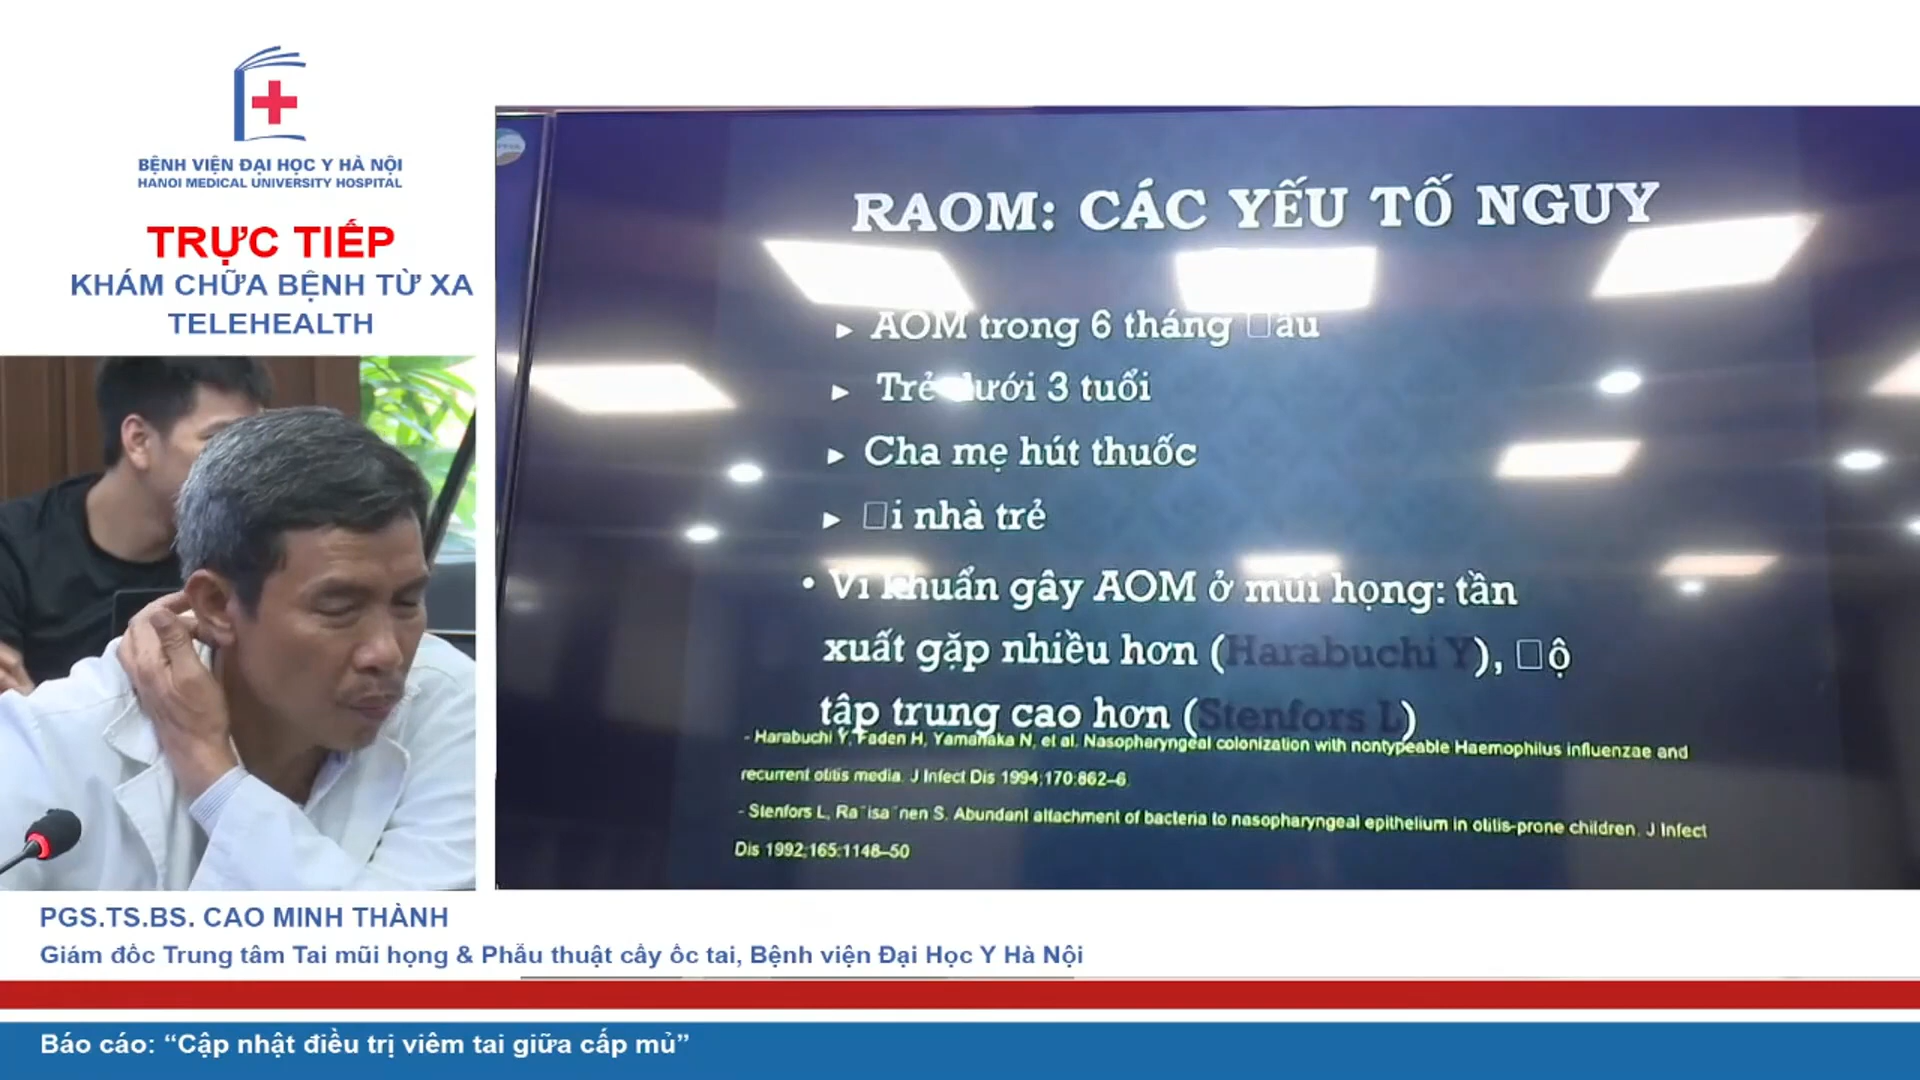 BỆNH VIỆN ĐẠI HỌC Y HÀ NỘI
HANOI MEDICAL UNIVERSITY HOSPITAL
TRỰC TIẾP
KHÁM CHỮA BỆNH TỪ XA
TELEHEALTH
RAOM: CÁC YẾU TỐ NGUY
► AOM trong 6 tháng □ầu
► Trẻ dưới 3 tuổi
► Cha mẹ hút thuốc
► □i nhà trẻ
• Vi khuẩn gây AOM ở mũi họng: tần
xuất gặp nhiều hơn (Harabuchi Y), □ộ
tập trung cao hơn (Stenfors L)
- Harabuchi Y, Faden H, Yamanaka N, et al. Nasopharyngeal colonization with nontypeable Haemophilus influenzae and
recurrent otitis media. J Infect Dis 1994;170:862–6.
- Stenfors L, Ra¨isa¨nen S. Abundant attachment of bacteria to nasopharyngeal epithelium in otitis-prone children. J Infect
Dis 1992;165:1148–50
PGS.TS.BS. CAO MINH THÀNH
Giám đốc Trung tâm Tai mũi họng & Phẫu thuật cấy ốc tai, Bệnh viện Đại Học Y Hà Nội
Báo cáo: “Cập nhật điều trị viêm tai giữa cấp mủ”